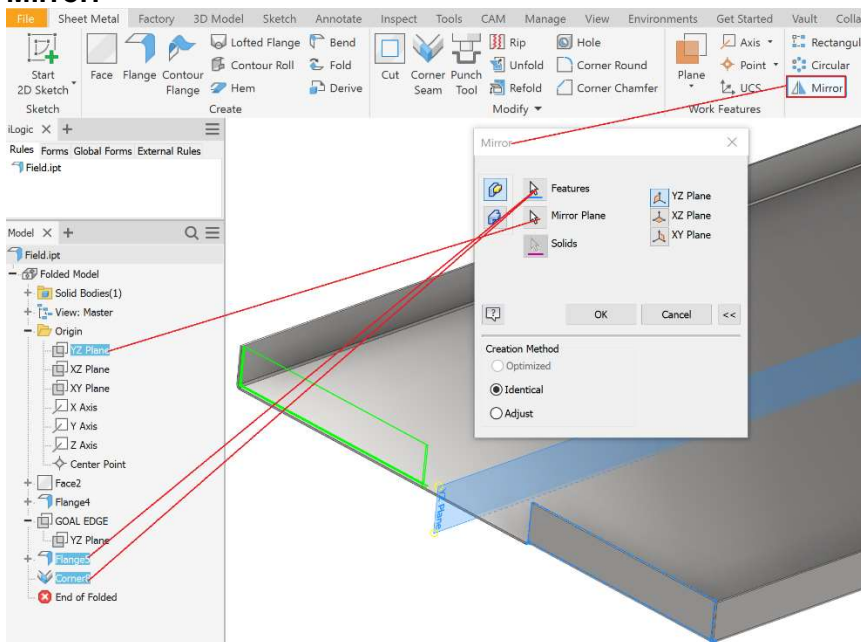 File Sheet Metal Factory 3D Model Sketch Annotate Inspect Tools CAM Manage View Environments Get Started Vault Colla
Start
2D Sketch
Face
Flange
Contour
Flange
Lofted Flange
Contour Roll
Hem
Bend
Fold
Derive
Cut
Corner
Seam
Punch
Tool
Rip
Unfold
Refold
Hole
Corner Round
Corner Chamfer
Plane
Axis
Point
UCS
Rectangul
Circular
Mirror
Sketch Create Modify Work Features
iLogic
Rules Forms Global Forms External Rules
Field.ipt
Model
Field.ipt
Folded Model
Solid Bodies(1)
View: Master
Origin
YZ Plane
XZ Plane
XY Plane
X Axis
Y Axis
Z Axis
Center Point
Face2
Flange4
GOAL EDGE
YZ Plane
Flange5
End of Folded
Mirror
Features
Mirror Plane
Solids
YZ Plane
XZ Plane
XY Plane
OK Cancel <<
Creation Method
Optimized
Identical
Adjust
YZ Plane